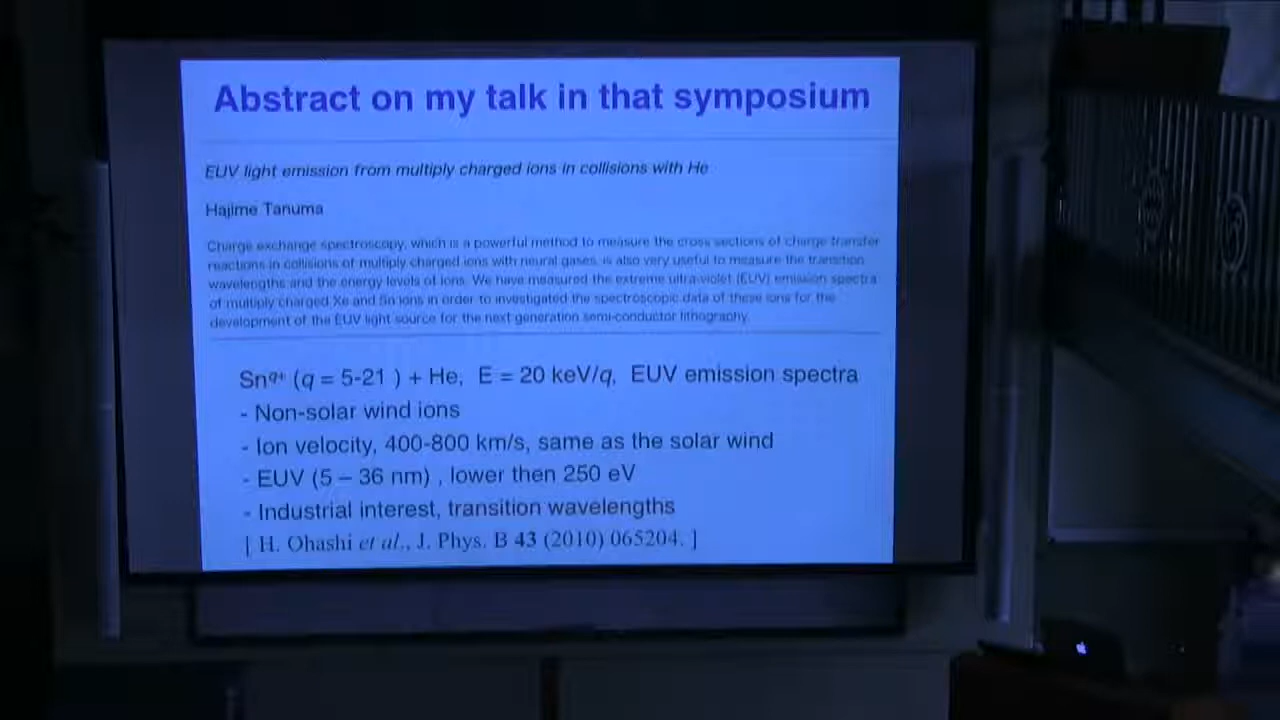 Abstract on my talk in that symposium
EUV light emission from multiply charged ions in collisions with He
Hajime Tanuma
Charge exchange spectroscopy, which is a powerful method to measure the cross sections of charge transfer
reactions in collisions of multiply charged ions with neural gases, is also very useful to measure the transition
wavelengths and the energy levels of ions. We have measured the extreme ultra-violet (EUV) emission spectra
of multiply charged Xe and Sn ions in order to investigated the spectroscopic data of these ions for the
development of the EUV light source for the next generation semi-conductor lithography.
Snq+ (q = 5-21 ) + He, E = 20 keV/q, EUV emission spectra
- Non-solar wind ions
- Ion velocity, 400-800 km/s, same as the solar wind
- EUV (5 – 36 nm) , lower then 250 eV
- Industrial interest, transition wavelengths
[ H. Ohashi et al., J. Phys. B 43 (2010) 065204. ]